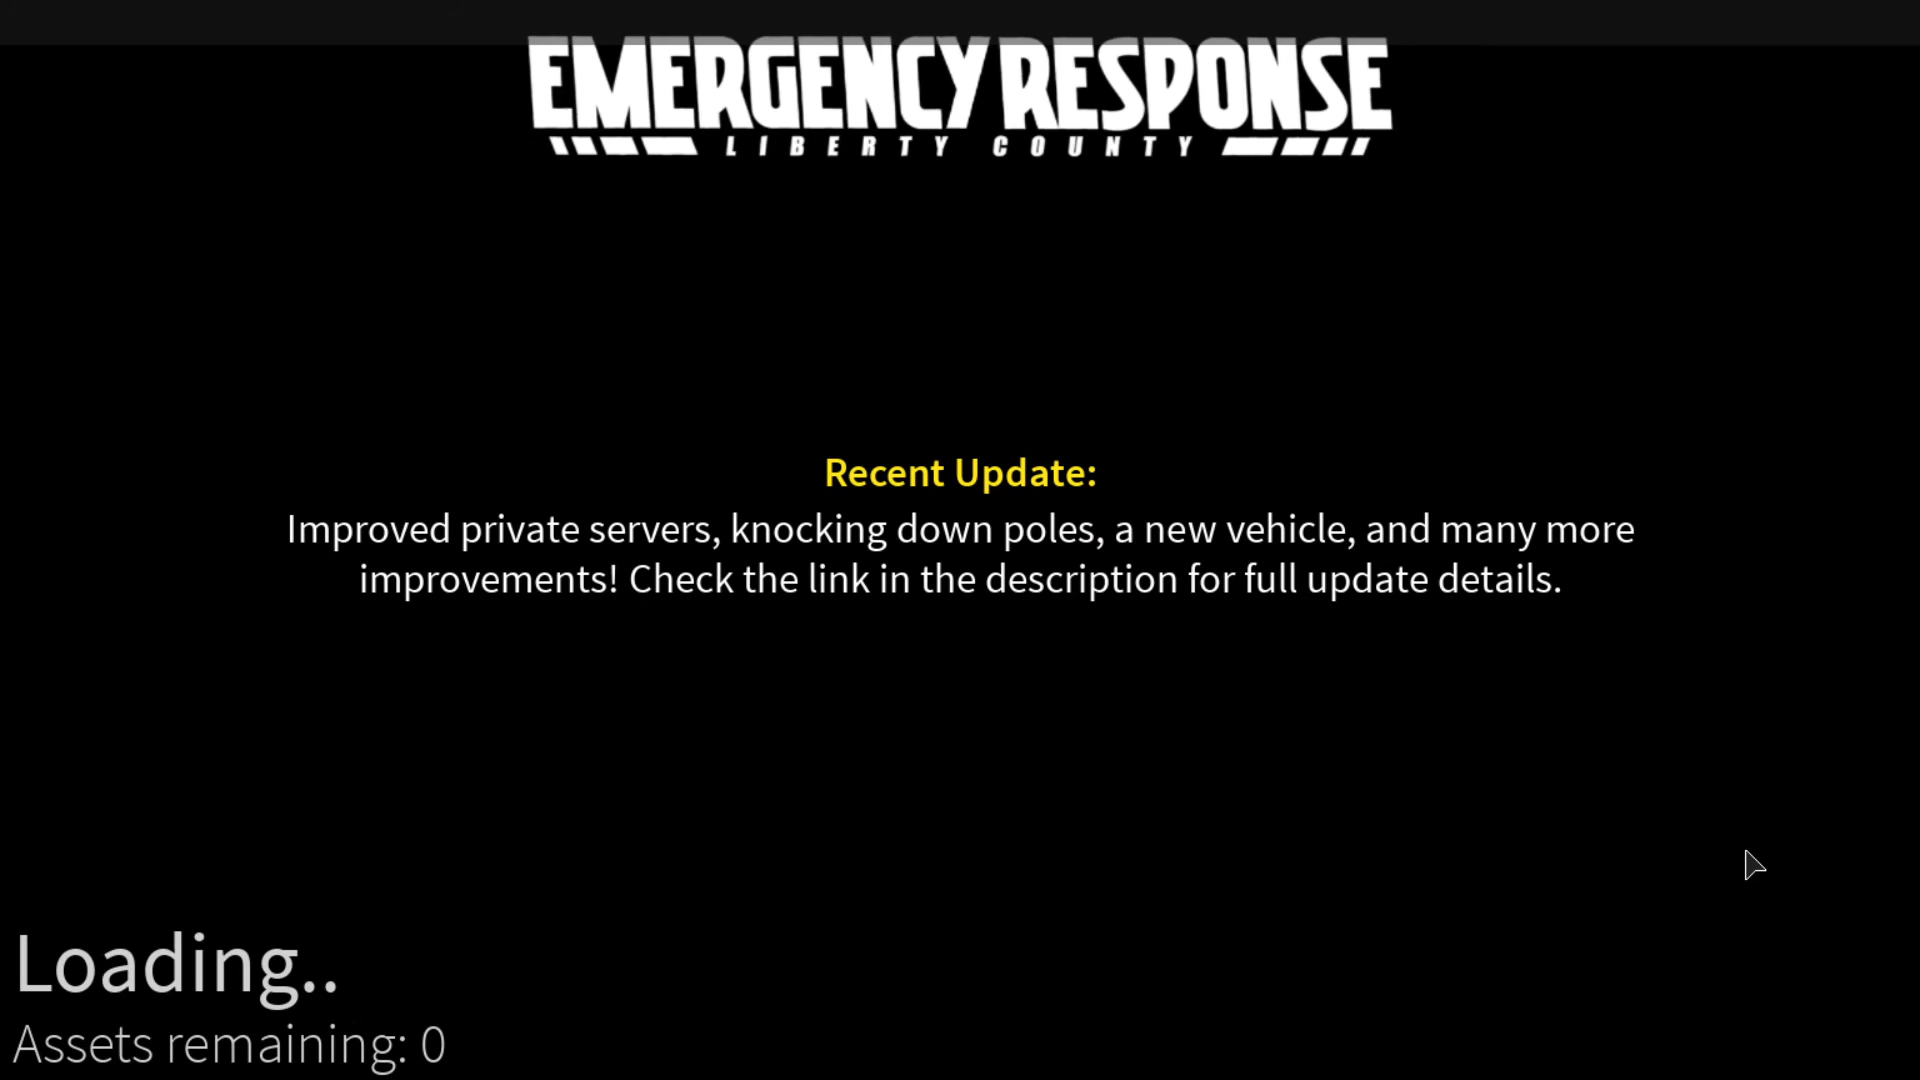 EMERGENCY RESPONSE
LIBERTY COUNTY
Recent Update:
Improved private servers, knocking down poles, a new vehicle, and many more
improvements! Check the link in the description for full update details.
Loading..
Assets remaining: 0